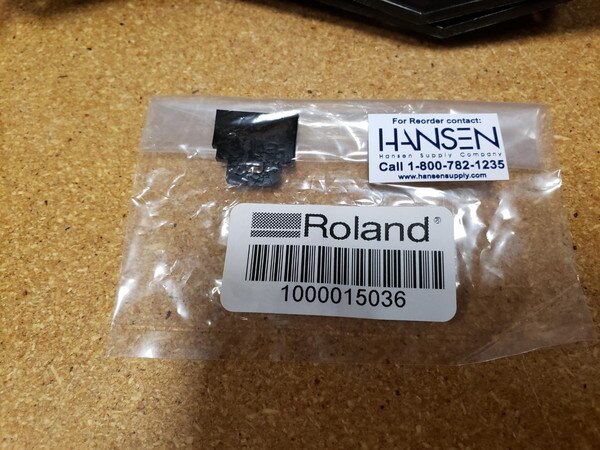 For Reorder contact:
HANSEN
Hansen Supply Company
Call 1-800-782-1235
www.hansensupply.com
Roland®
1000015036